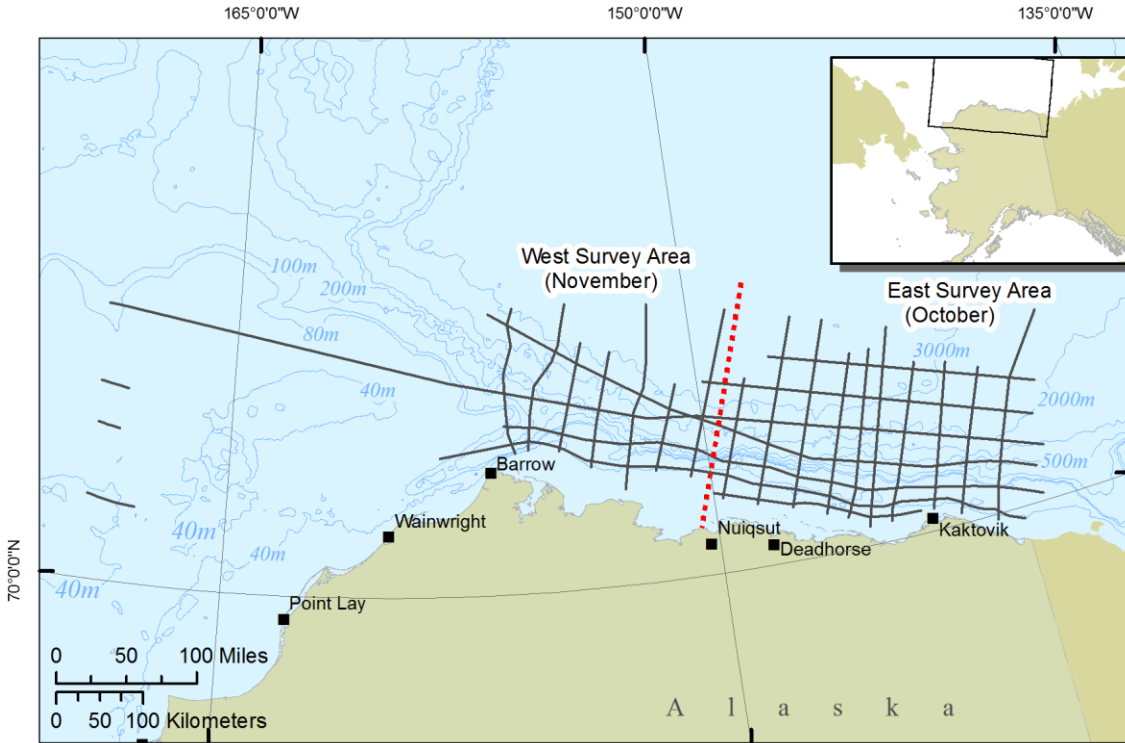 165°0'0"W 150°0'0"W 135°0'0"W
West Survey Area
(November)
East Survey Area
(October)
100m
200m
80m
3000m
40m
2000m
500m
Barrow
Wainwright
Nuiqsut
Deadhorse
Kaktovik
40m
40m
70°0'0"N
40m
Point Lay
0 50 100 Miles
0 50 100 Kilometers
A l a s k a